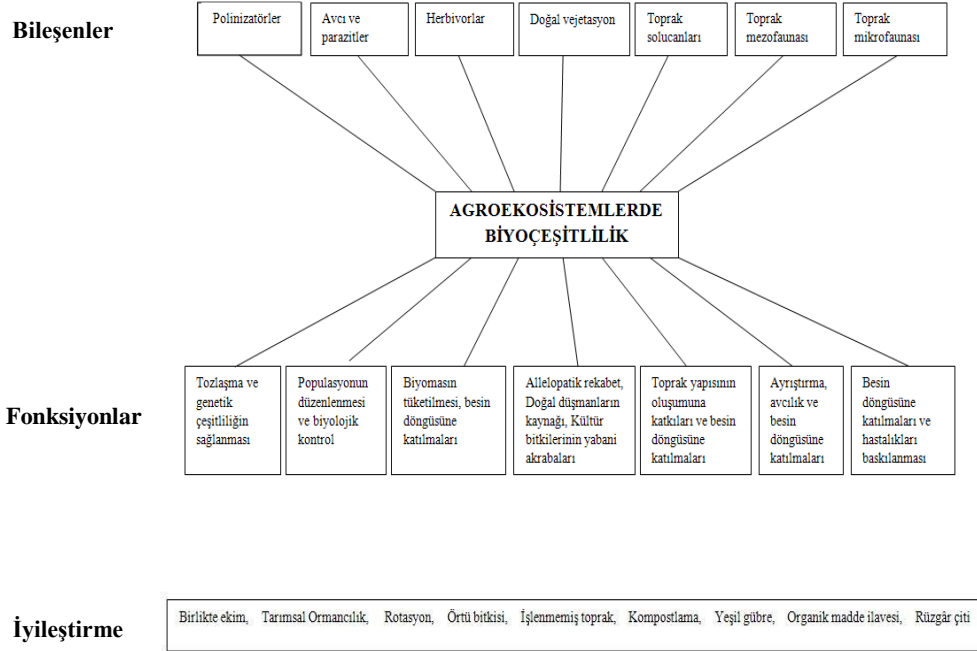 Bileşenler
Polinizatörler
Avcı ve
parazitler
Herbivorlar
Doğal vejetasyon
Toprak
solucanları
Toprak
mezofaunası
Toprak
mikrofaunası
AGROEKOSİSTEMLERDE
BİYOÇEŞİTLİLİK
Fonksiyonlar
Tozlaşma ve
genetik
çeşitliliğin
sağlanması
Populasyonun
düzenlenmesi
ve biyolojik
kontrol
Biyomasın
tüketilmesi, besin
döngüsüne
katılmaları
Allelopatik rekabet,
Doğal düşmanların
kaynağı, Kültür
bitkilerinin yabani
akrabaları
Toprak yapısının
oluşumuna
katkıları ve besin
döngüsüne
katılmaları
Ayrıştırma,
avcılık ve
besin
döngüsüne
katılmaları
Besin
döngüsüne
katılmaları ve
hastalıkları
baskılanması
İyileştirme
Birlikte ekim, Tarımsal Ormancılık, Rotasyon, Örtü bitkisi, İşlenmemiş toprak, Kompostlama, Yeşil gübre, Organik madde ilavesi, Rüzgâr çiti